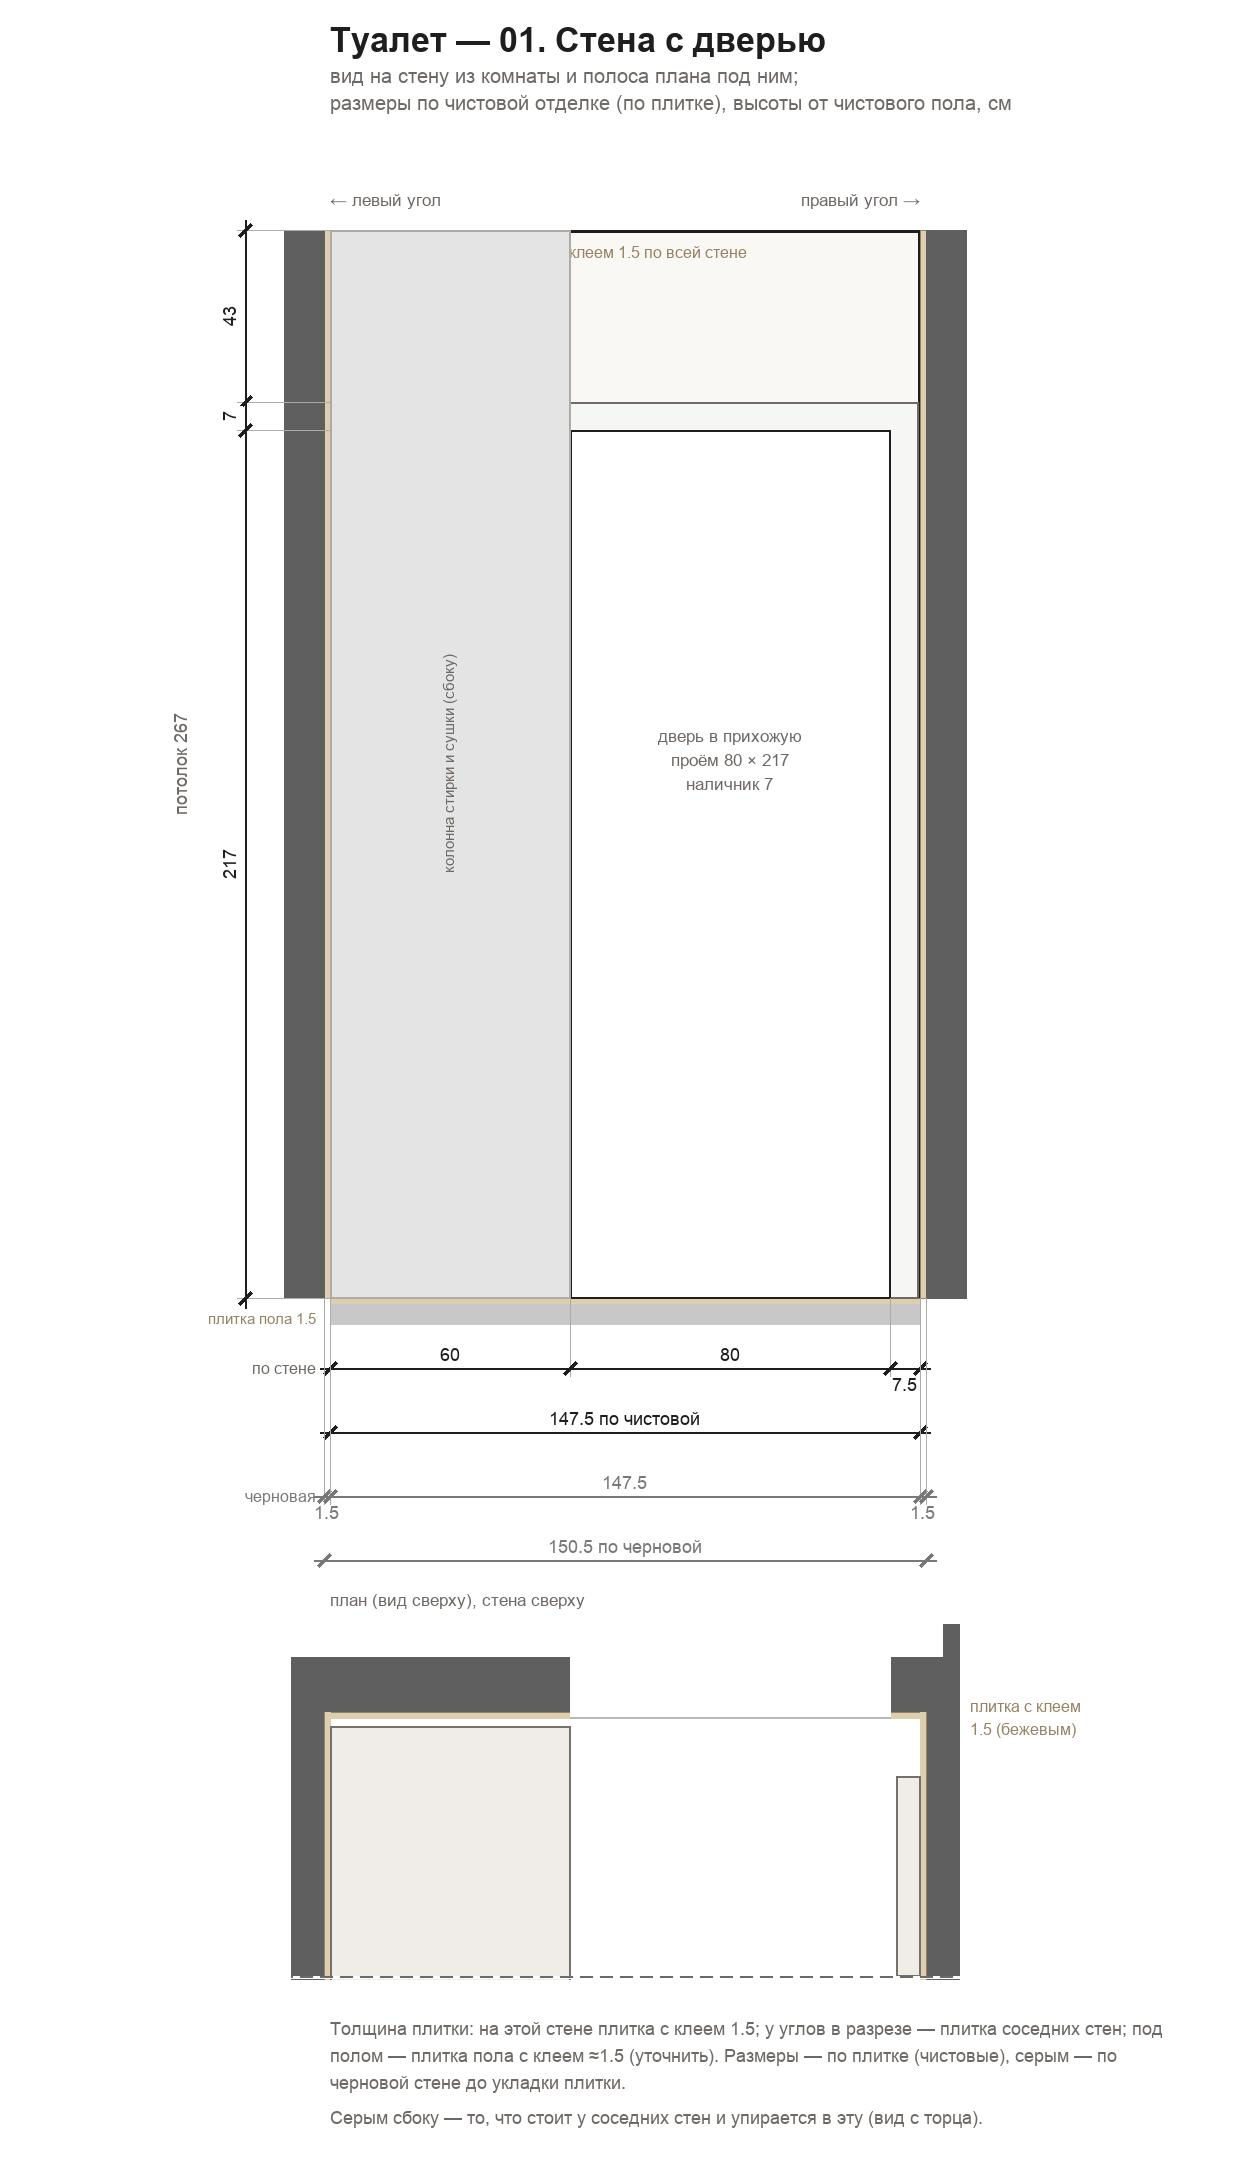 Туалет — 01. Стена с дверью
вид на стену из комнаты и полоса плана под ним;
размеры по чистовой отделке (по плитке), высоты от чистового пола, см
← левый угол
правый угол →
клеем 1.5 по всей стене
43
7
217
потолок 267
колонна стирки и сушки (сбоку)
дверь в прихожую
проём 80 × 217
наличник 7
плитка пола 1.5
по стене
60
80
7.5
147.5 по чистовой
черновая
147.5
1.5
1.5
150.5 по черновой
план (вид сверху), стена сверху
плитка с клеем
1.5 (бежевым)
Толщина плитки: на этой стене плитка с клеем 1.5; у углов в разрезе — плитка соседних стен; под
полом — плитка пола с клеем ≈1.5 (уточнить). Размеры — по плитке (чистовые), серым — по
черновой стене до укладки плитки.
Серым сбоку — то, что стоит у соседних стен и упирается в эту (вид с торца).